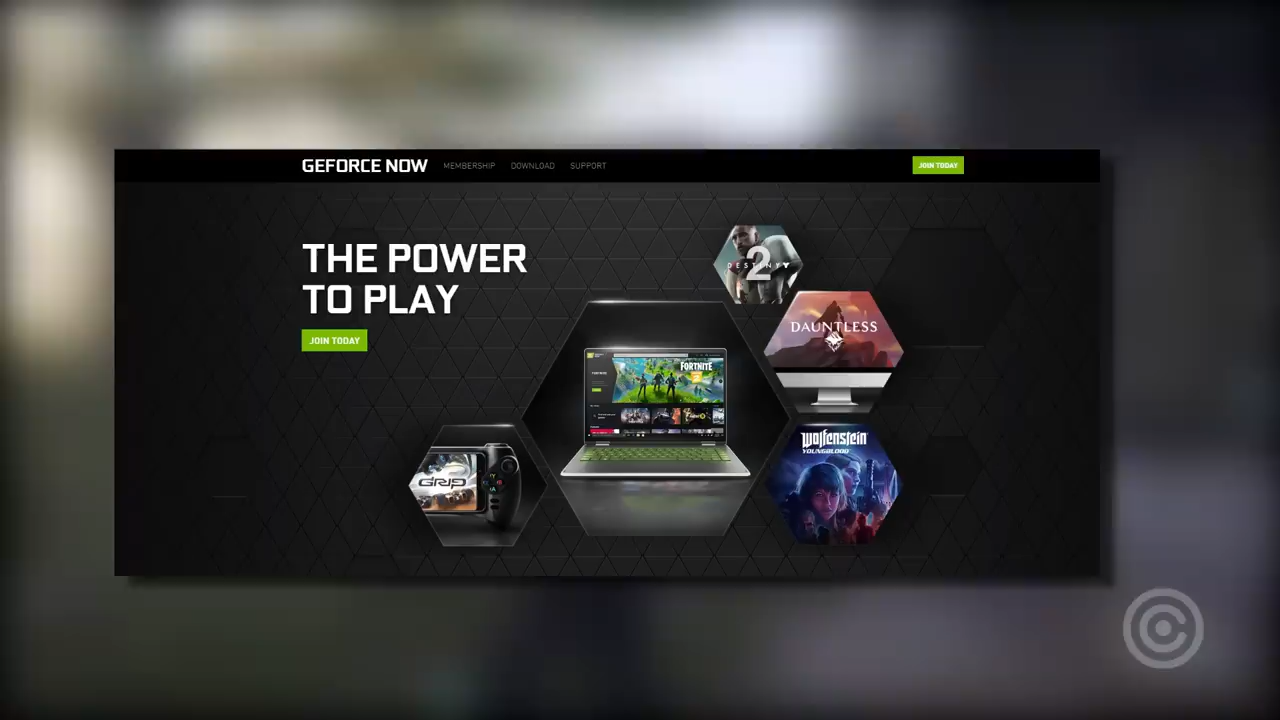 GEFORCE NOW MEMBERSHIP DOWNLOAD SUPPORT JOIN TODAY
THE POWER
TO PLAY
JOIN TODAY
DESTINY
2
DAUNTLESS
FORTNITE
GRIP
Wolfenstein
YOUNGBLOOD